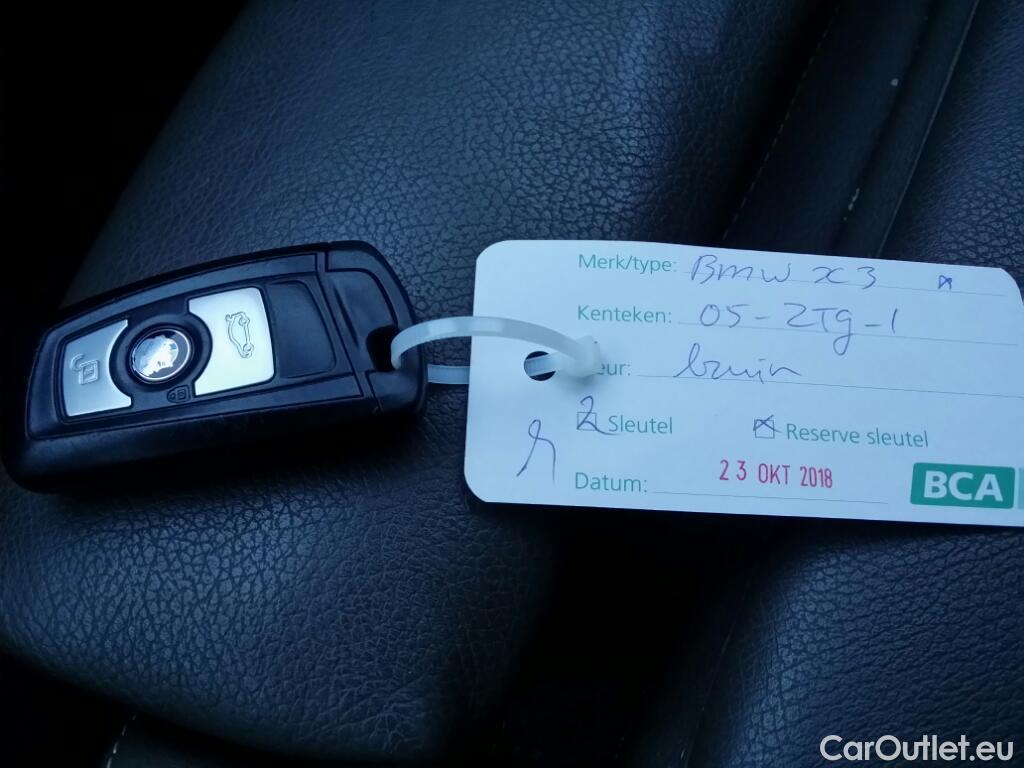 Merk/type: BMW X3
Kenteken: 05-ZTG-1
eur: bruin
2 Sleutel Reserve sleutel
Datum: 23 OKT 2018
BCA
CarOutlet.eu